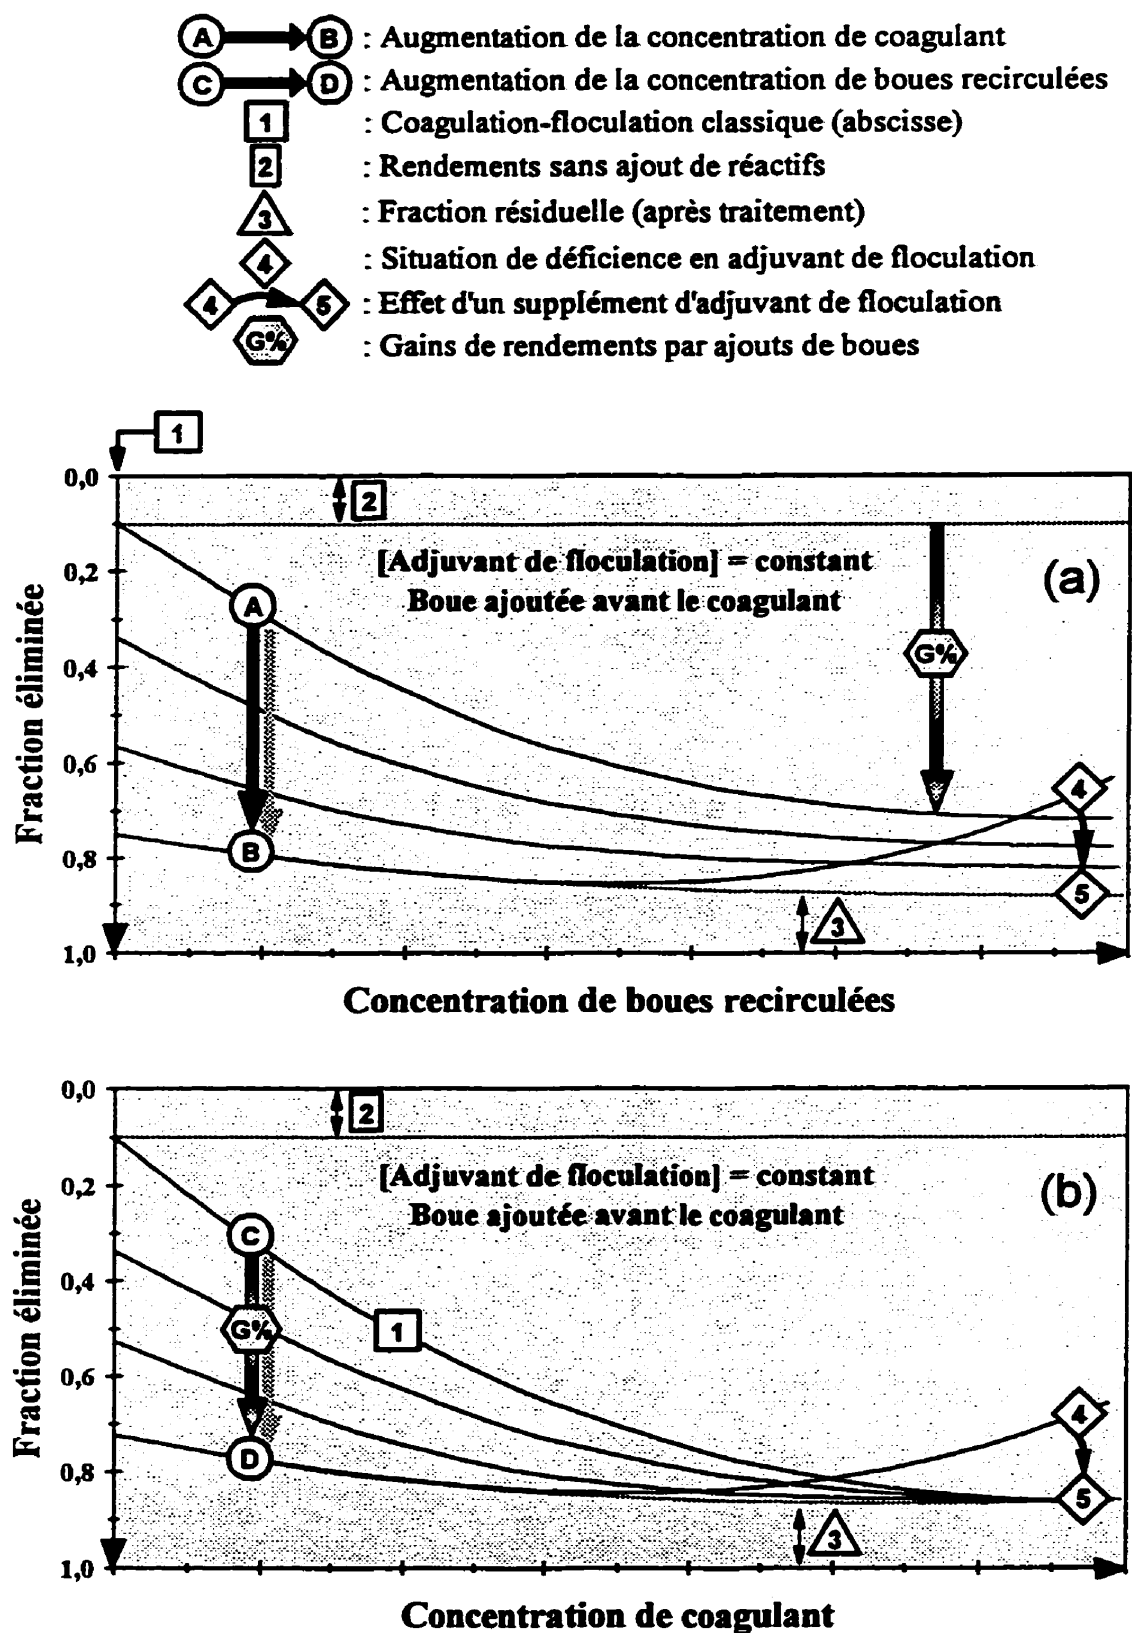 A B : Augmentation de la concentration de coagulant
C D : Augmentation de la concentration de boues recirculées
1 : Coagulation-floculation classique (abscisse)
2 : Rendements sans ajout de réactifs
3 : Fraction résiduelle (après traitement)
4 : Situation de déficience en adjuvant de floculation
4 5 : Effet d'un supplément d'adjuvant de floculation
G% : Gains de rendements par ajouts de boues
1
0,0
2
[Adjuvant de floculation] = constant
Boue ajoutée avant le coagulant
(a)
0,2
A
0,4
G%
0,6
4
0,8
B
5
3
1,0
Fraction éliminée
Concentration de boues recirculées
0,0
2
[Adjuvant de floculation] = constant
Boue ajoutée avant le coagulant
(b)
0,2
C
0,4
G%
1
0,6
4
0,8
D
5
3
1,0
Fraction éliminée
Concentration de coagulant